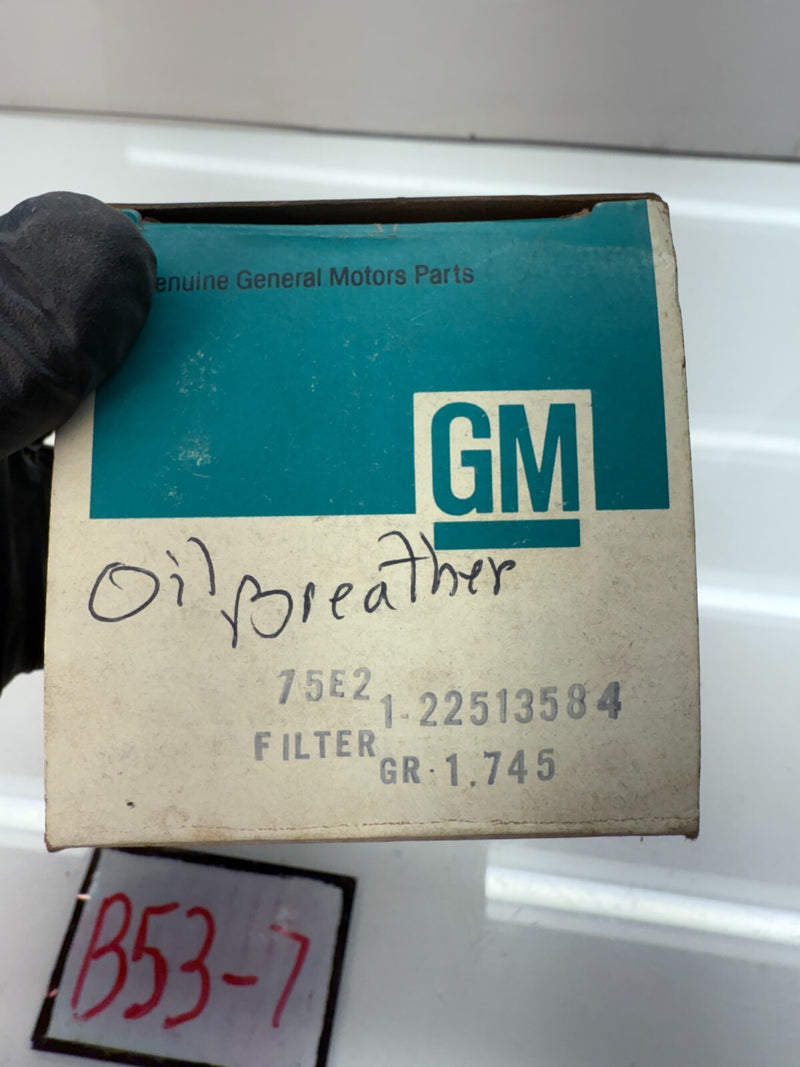 enuine General Motors Parts
GM
Oil Breather
75E2
1-22513584
FILTER
GR. 1.745
B53-7